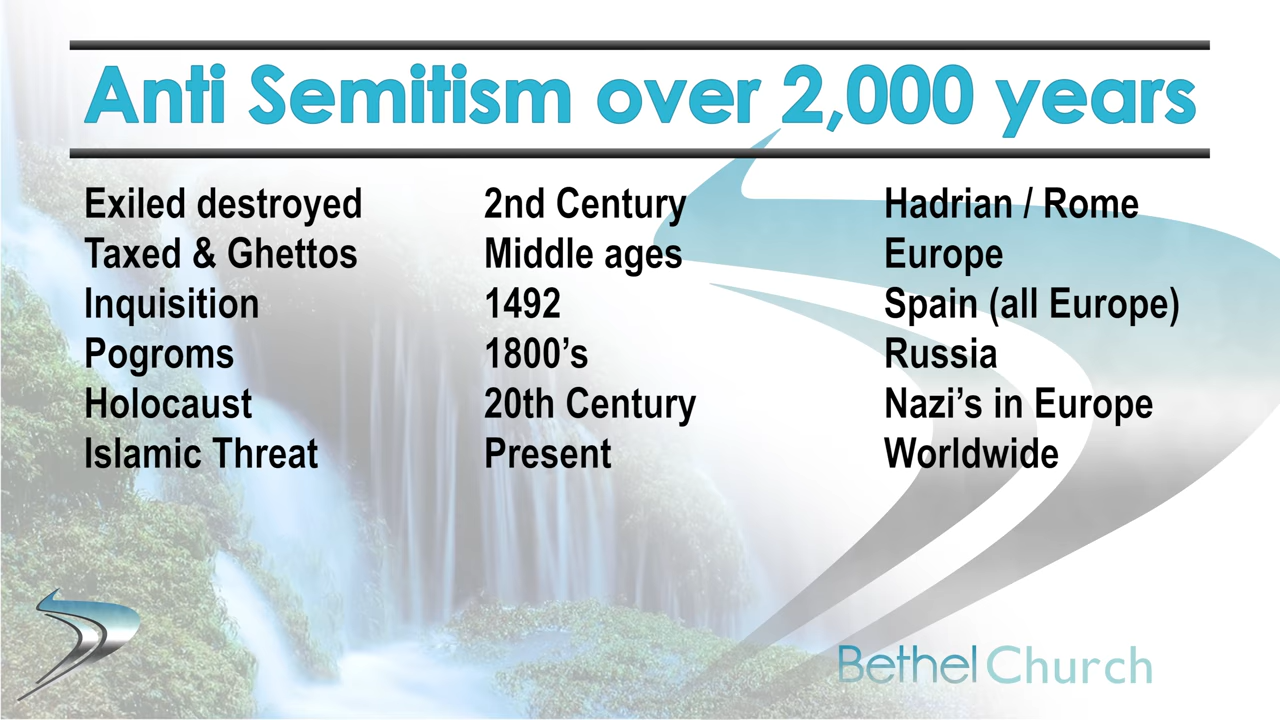 Anti Semitism over 2,000 years
Exiled destroyed 2nd Century Hadrian / Rome
Taxed & Ghettos Middle ages Europe
Inquisition 1492 Spain (all Europe)
Pogroms 1800’s Russia
Holocaust 20th Century Nazi’s in Europe
Islamic Threat Present Worldwide
Bethel Church